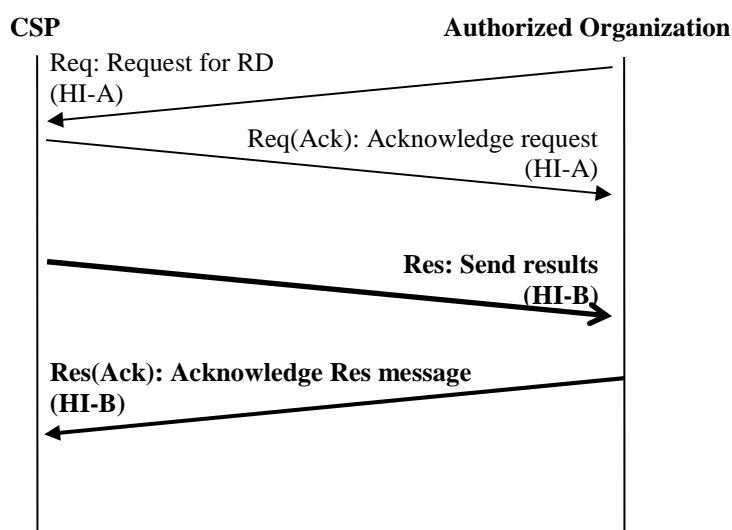 CSP
Authorized Organization
Req: Request for RD
(HI-A)
Req(Ack): Acknowledge request
(HI-A)
Res: Send results
(HI-B)
Res(Ack): Acknowledge Res message
(HI-B)